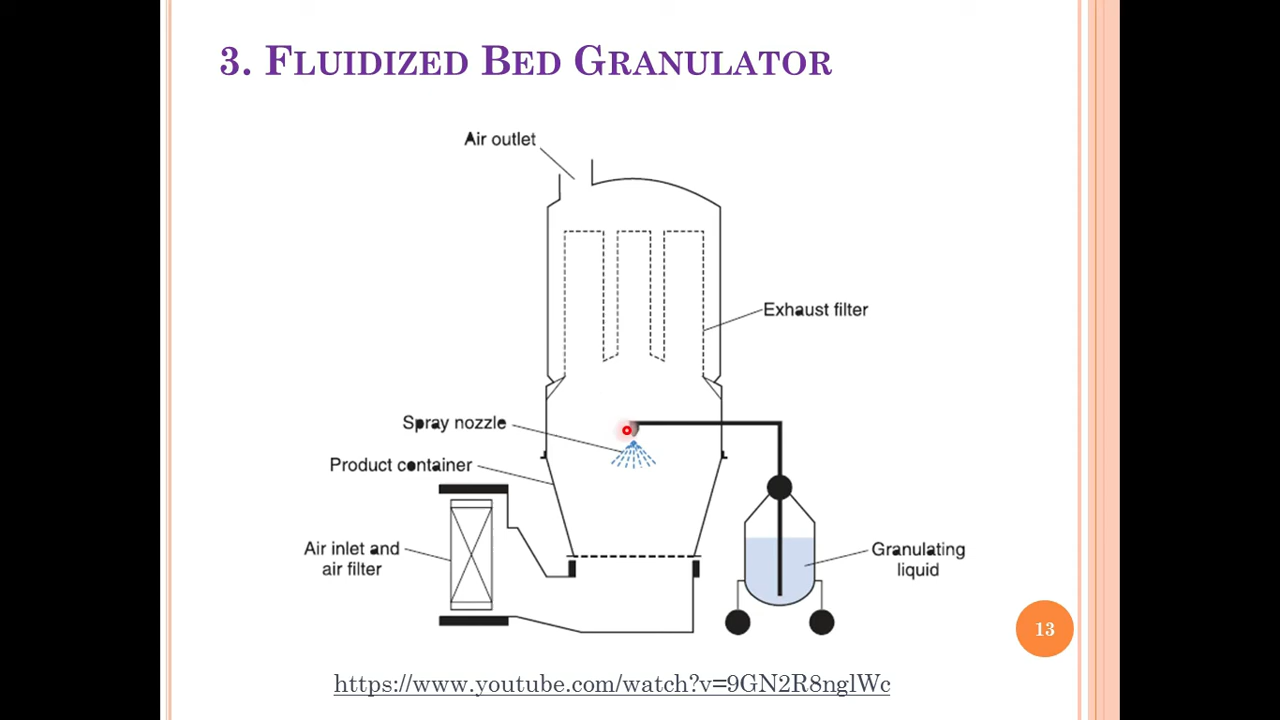 3. Fluidized Bed Granulator
Air outlet
Exhaust filter
Spray nozzle
Product container
Air inlet and
air filter
Granulating
liquid
13
https://www.youtube.com/watch?v=9GN2R8nglWc